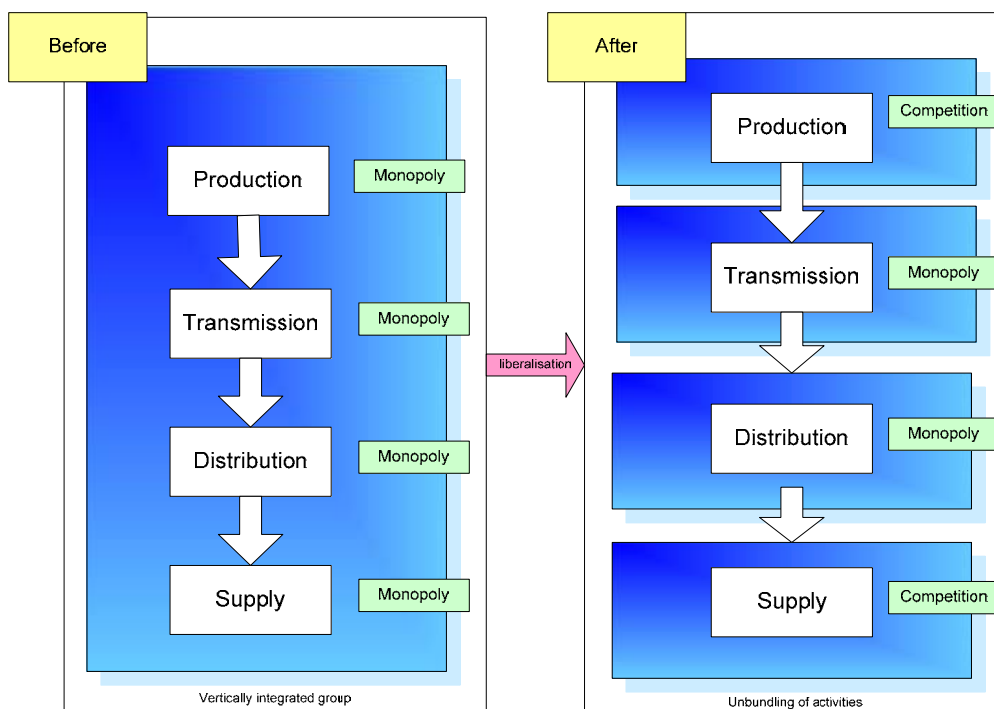 Before
Production
Monopoly
Transmission
Monopoly
Distribution
Monopoly
Supply
Monopoly
Vertically integrated group
liberalisation
After
Production
Competition
Transmission
Monopoly
Distribution
Monopoly
Supply
Competition
Unbundling of activities